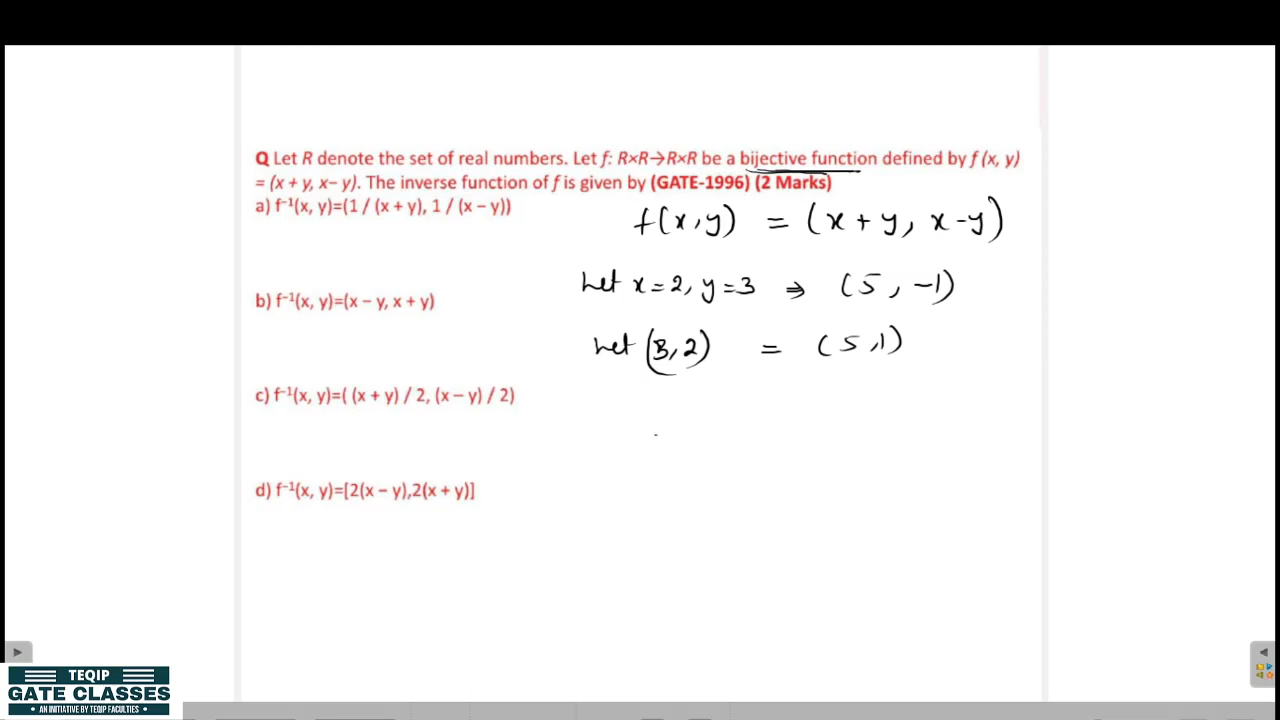 Q Let R denote the set of real numbers. Let f: R×R→R×R be a bijective function defined by f (x, y)
= (x + y, x− y). The inverse function of f is given by (GATE-1996) (2 Marks)
a) f⁻¹(x, y)=(1 / (x + y), 1 / (x − y))
f(x,y) = (x + y, x-y)
Let x = 2, y = 3 ⇒ (5, -1)
b) f⁻¹(x, y)=(x − y, x + y)
Let (3, 2) = (5,1)
c) f⁻¹(x, y)=( (x + y) / 2, (x − y) / 2)
d) f⁻¹(x, y)=[2(x − y),2(x + y)]
TEQIP
GATE CLASSES
• AN INITIATIVE BY TEQIP FACULTIES •